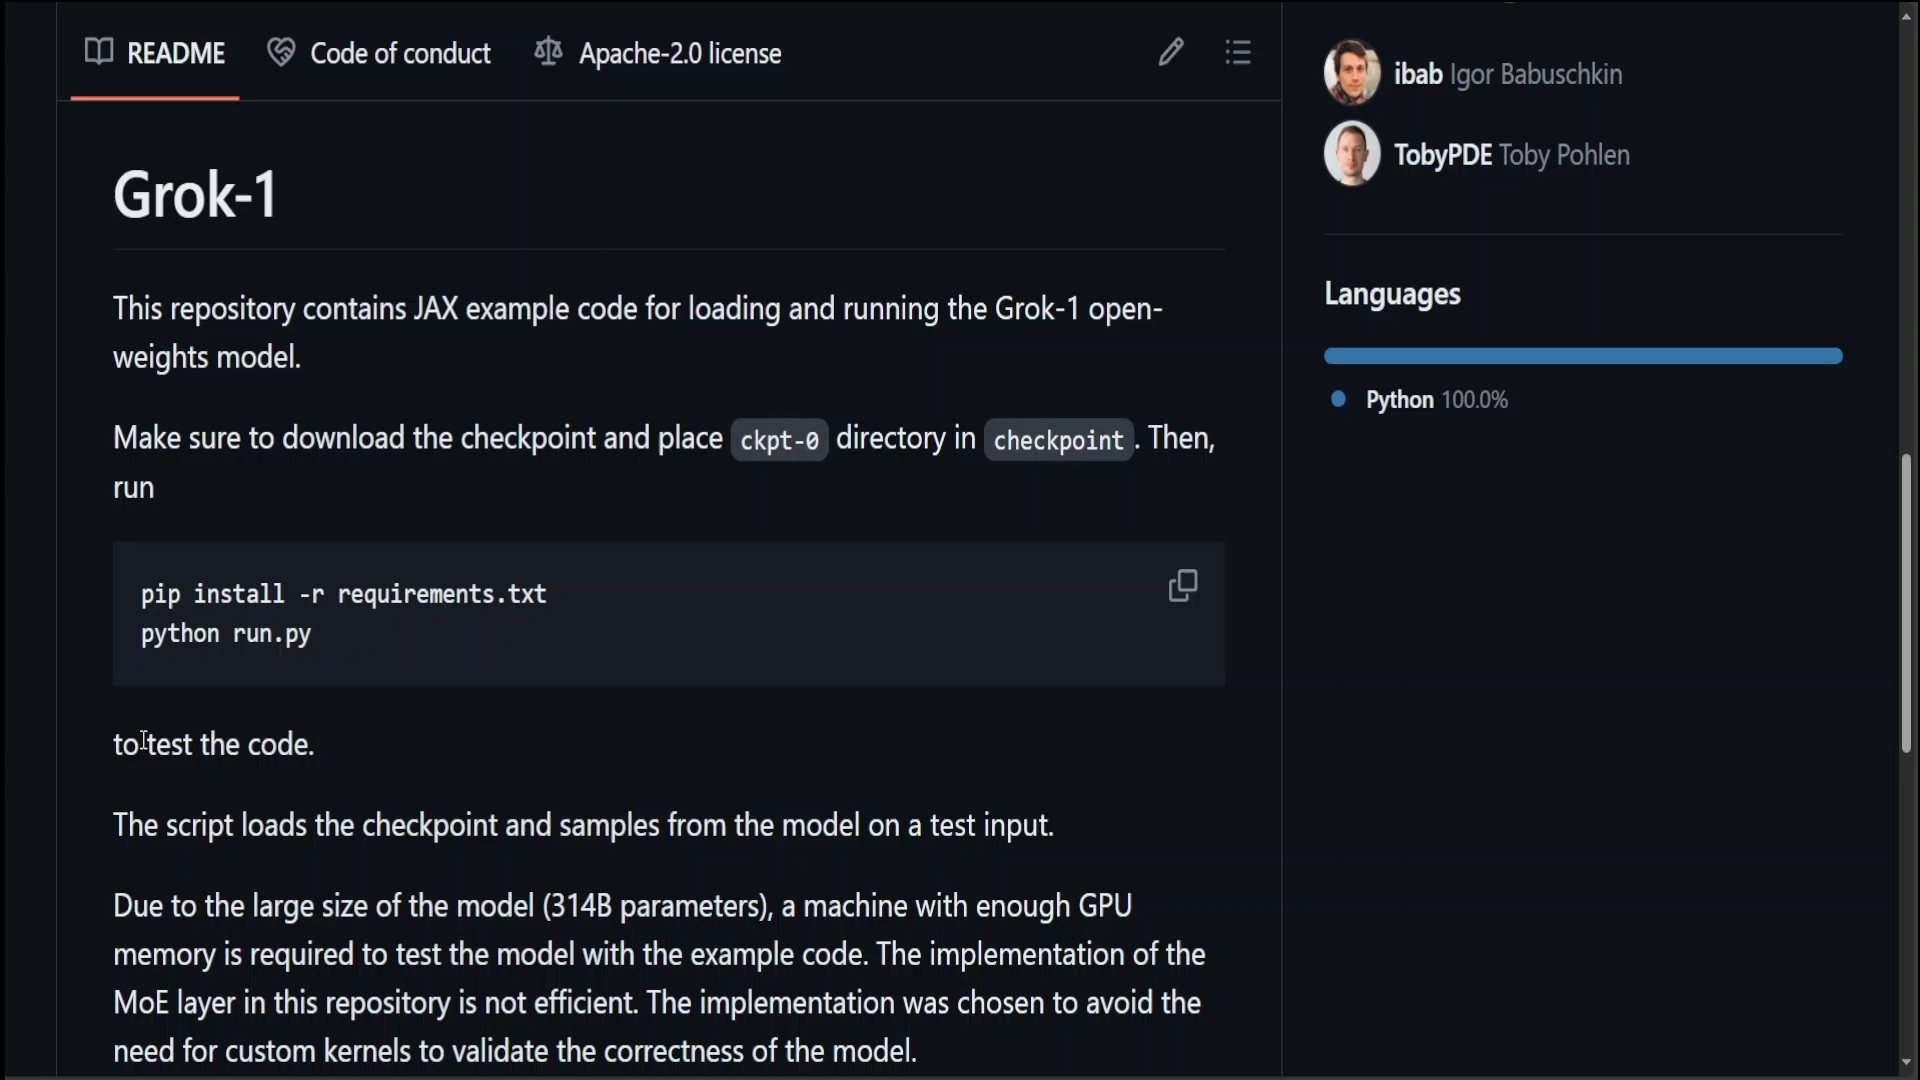 README
Code of conduct
Apache-2.0 license
Grok-1
This repository contains JAX example code for loading and running the Grok-1 open-
weights model.
Make sure to download the checkpoint and place ckpt-0 directory in checkpoint. Then,
run
pip install -r requirements.txt
python run.py
to test the code.
The script loads the checkpoint and samples from the model on a test input.
Due to the large size of the model (314B parameters), a machine with enough GPU
memory is required to test the model with the example code. The implementation of the
MoE layer in this repository is not efficient. The implementation was chosen to avoid the
need for custom kernels to validate the correctness of the model.
ibab Igor Babuschkin
TobyPDE Toby Pohlen
Languages
Python 100.0%